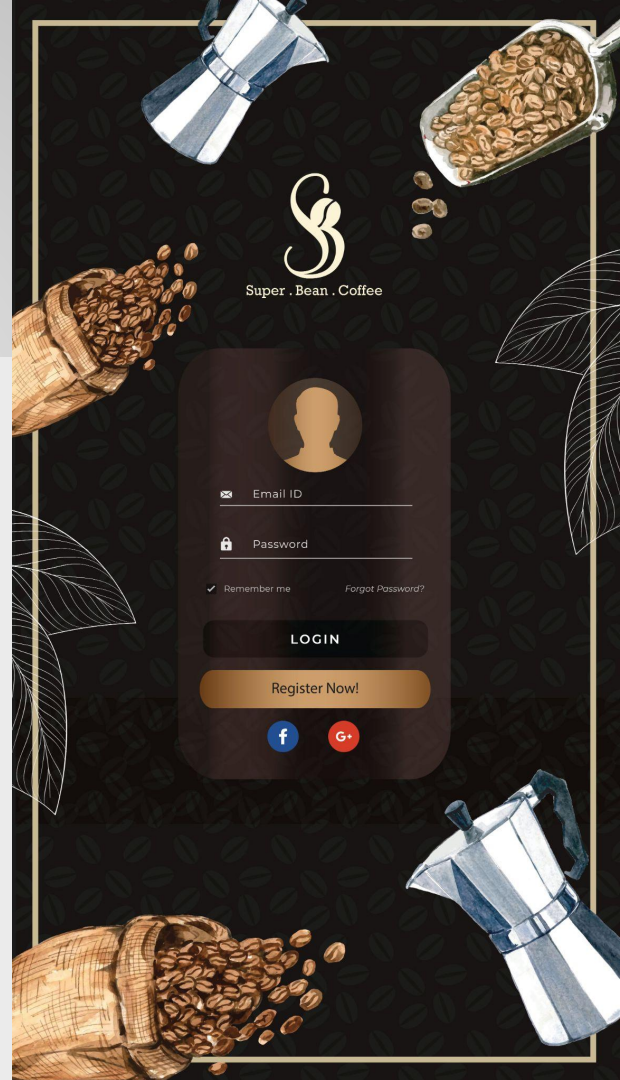 Super . Bean . Coffee
Email ID
Password
Remember me
Forgot Password?
LOGIN
Register Now!
f
G+